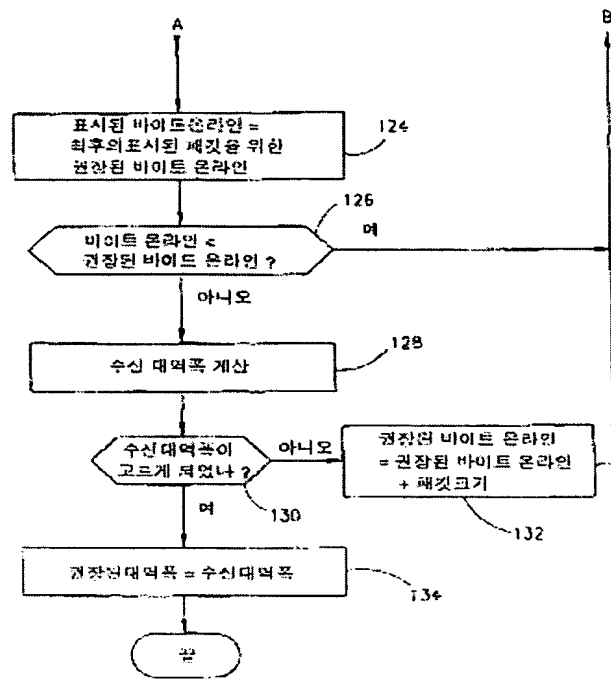 A
B
표시된 바이트온라인 =
최후의표시된 패킷을 위한
권장된 바이트 온라인
124
126
바이트 온라인 <
권장된 바이트 온라인 ?
예
아니오
수신 대역폭 계산
128
수신대역폭이
고르게 되었나 ?
아니오
130
예
권장된 바이트 온라인
= 권장된 바이트 온라인
+ 패킷크기
132
권장된대역폭 = 수신대역폭
134
끝